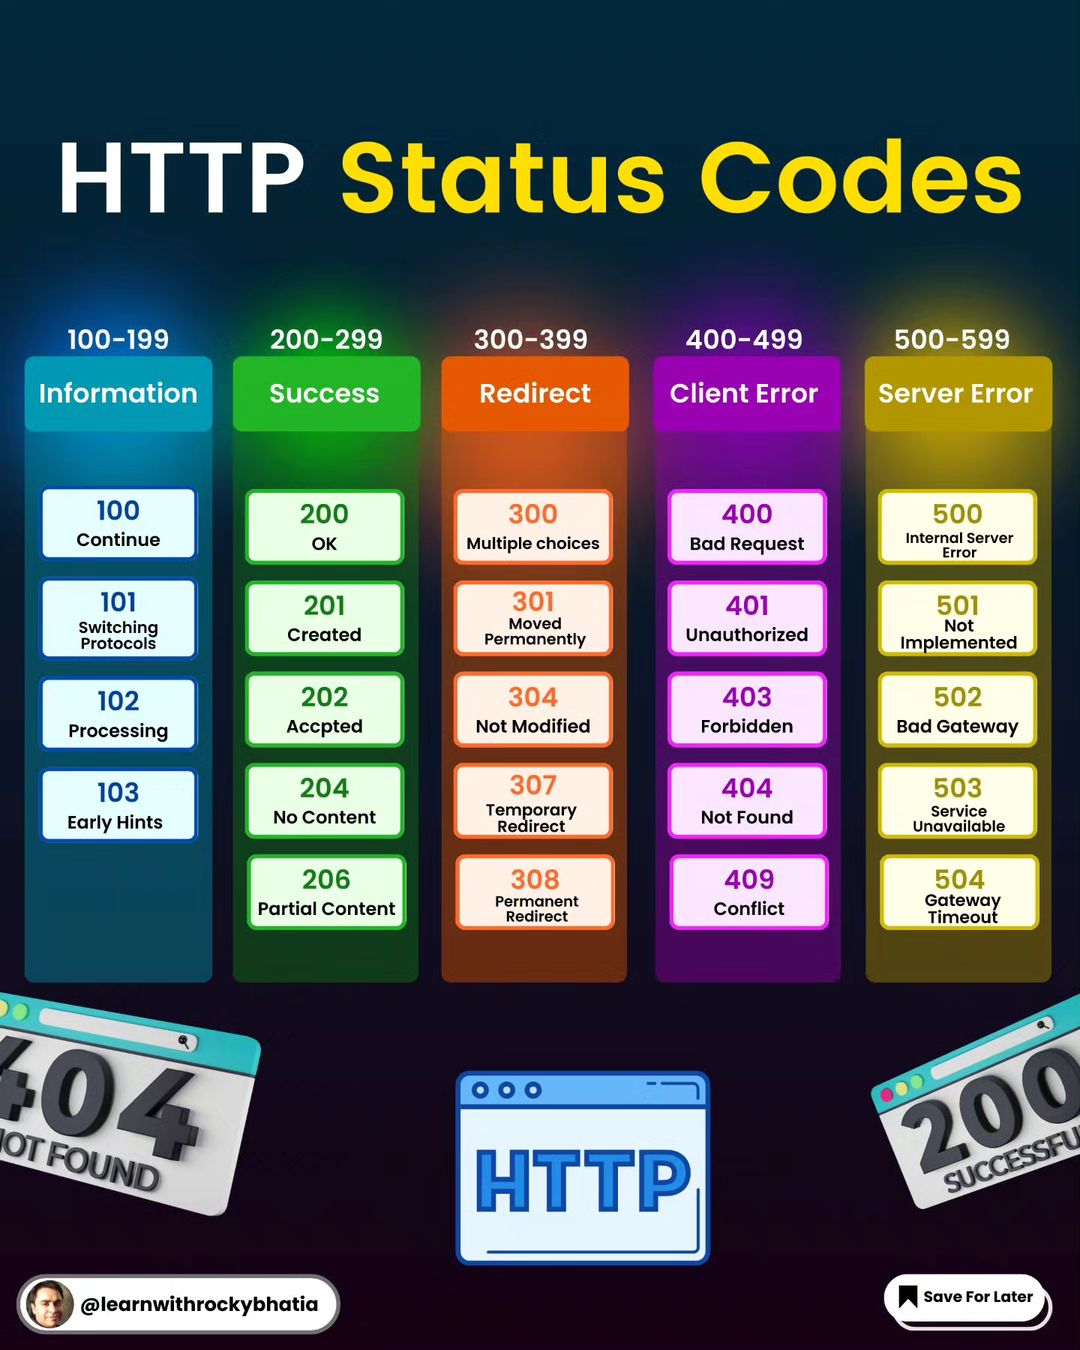 HTTP Status Codes
100-199
Information
100
Continue
101
Switching
Protocols
102
Processing
103
Early Hints
200-299
Success
200
OK
201
Created
202
Accpted
204
No Content
206
Partial Content
300-399
Redirect
300
Multiple choices
301
Moved
Permanently
304
Not Modified
307
Temporary
Redirect
308
Permanent
Redirect
400-499
Client Error
400
Bad Request
401
Unauthorized
403
Forbidden
404
Not Found
409
Conflict
500-599
Server Error
500
Internal Server
Error
501
Not
Implemented
502
Bad Gateway
503
Service
Unavailable
504
Gateway
Timeout
404
NOT FOUND
HTTP
200
SUCCESSFU
@learnwithrockybhatia
Save For Later